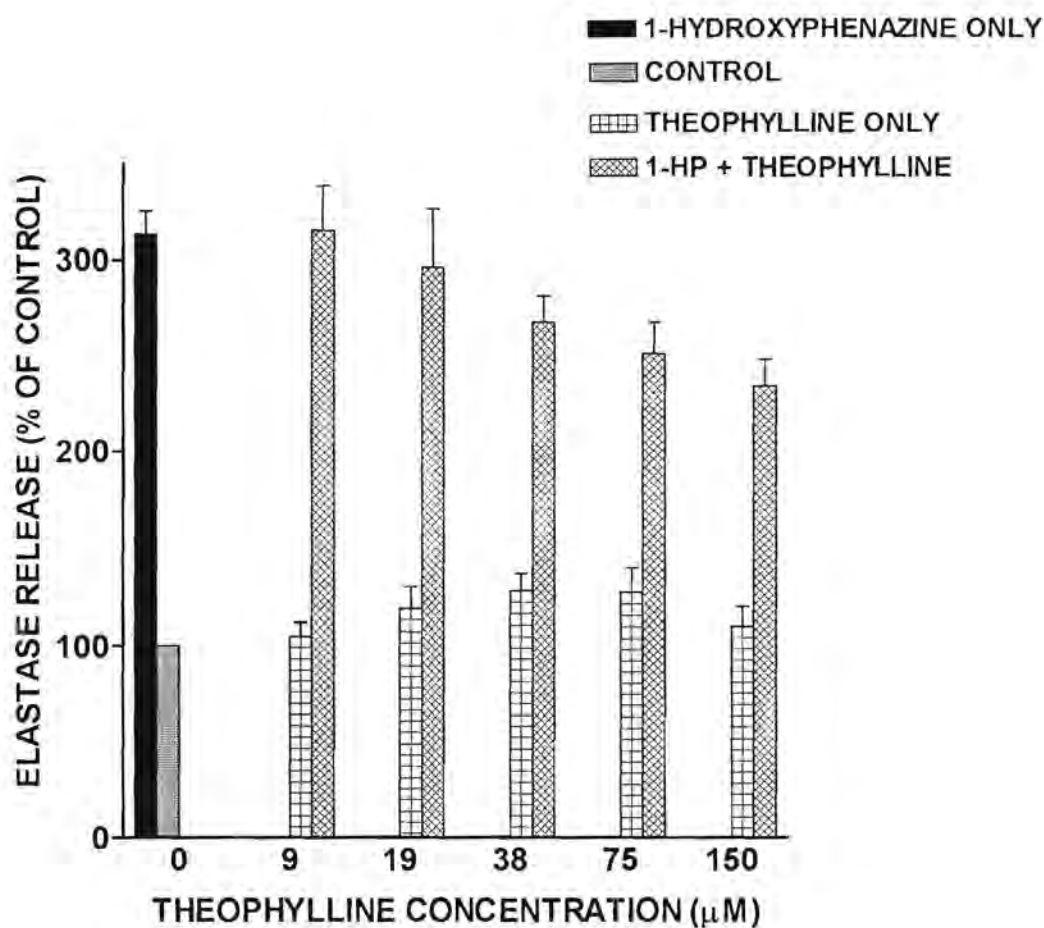 1-HYDROXYPHENAZINE ONLY
CONTROL
THEOPHYLLINE ONLY
1-HP + THEOPHYLLINE
ELASTASE RELEASE (% OF CONTROL)
300
200
100
0
0 9 19 38 75 150
THEOPHYLLINE CONCENTRATION (μM)